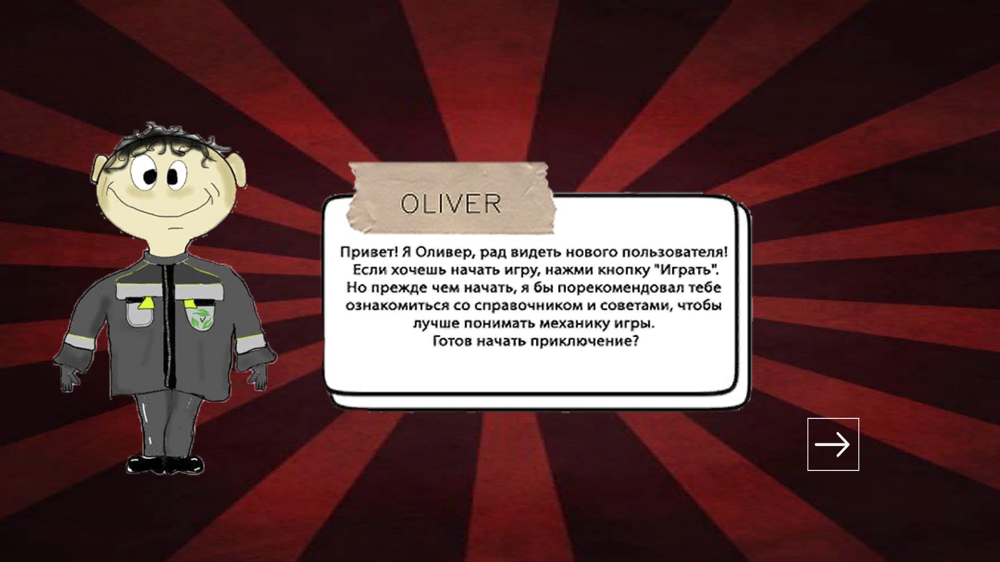 OLIVER
Привет! Я Оливер, рад видеть нового пользователя!
Если хочешь начать игру, нажми кнопку "Играть".
Но прежде чем начать, я бы порекомендовал тебе
ознакомиться со справочником и советами, чтобы
лучше понимать механику игры.
Готов начать приключение?